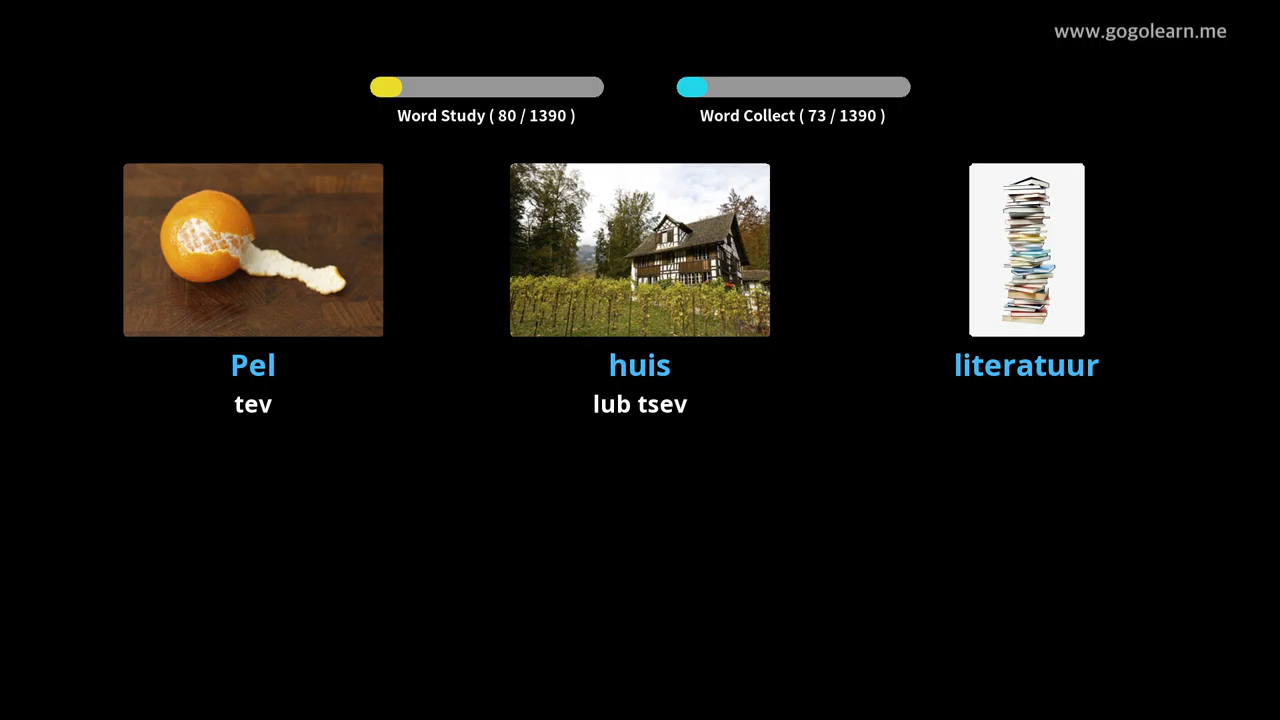 www.gogolearn.me
Word Study ( 80 / 1390 )
Word Collect ( 73 / 1390 )
Pel
tev
huis
lub tsev
literatuur